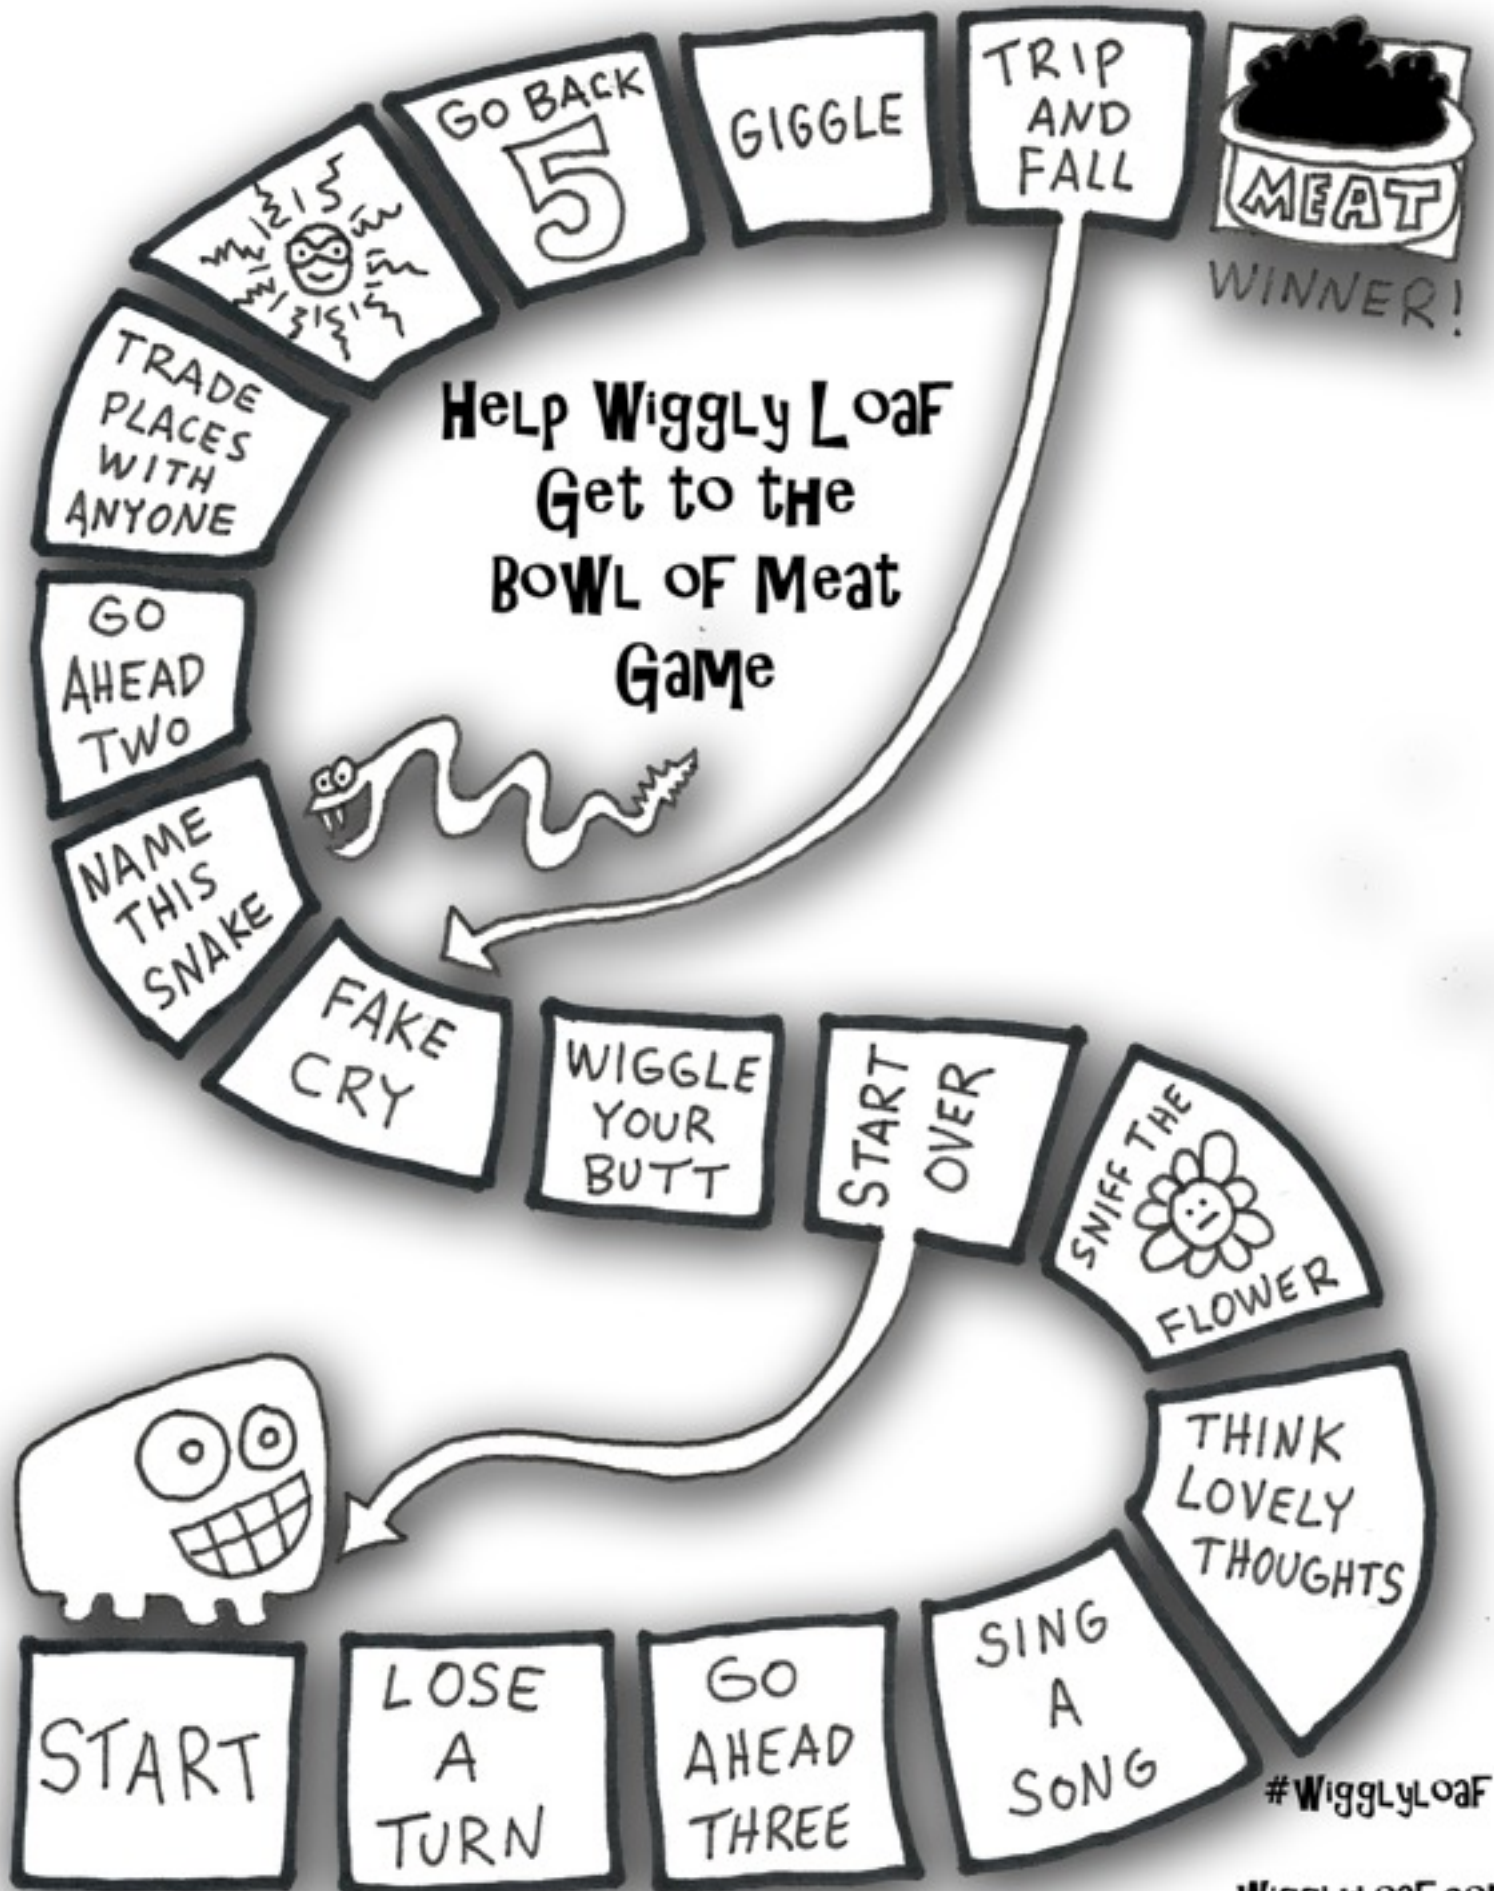 TRIP
AND
FALL
GIGGLE
GO BACK
5
MEAT
WINNER!
TRADE
PLACES
WITH
ANYONE
Help Wiggly Loaf
Get to the
Bowl of Meat
Game
GO
AHEAD
TWO
NAME
THIS
SNAKE
FAKE
CRY
WIGGLE
YOUR
BUTT
START
OVER
SNIFF THE
FLOWER
THINK
LOVELY
THOUGHTS
SING
A
SONG
GO
AHEAD
THREE
LOSE
A
TURN
START
#WigglyLoaf